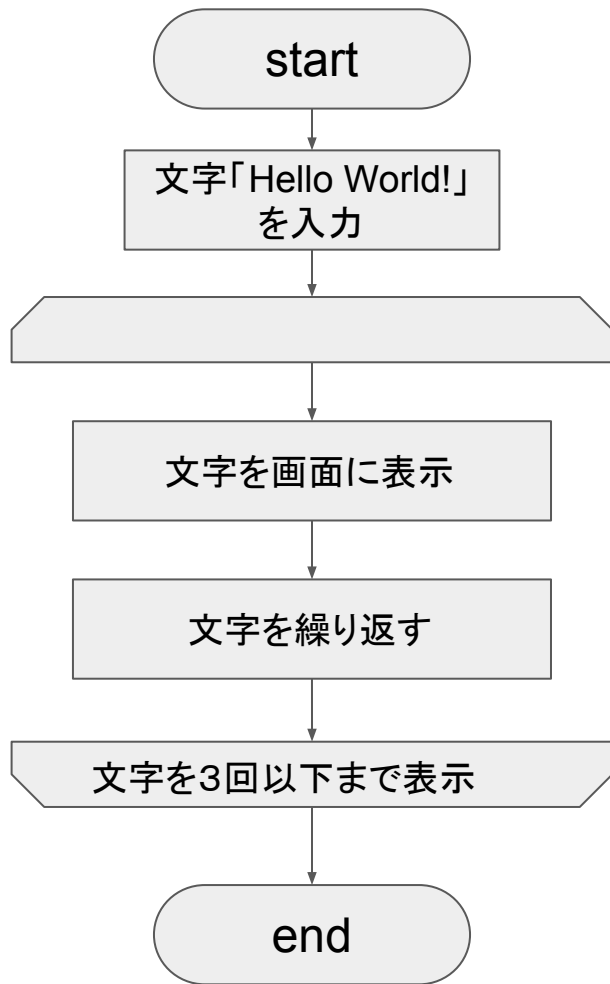 start
文字「Hello World!」
を入力
文字を画面に表示
文字を繰り返す
文字を３回以下まで表示
end